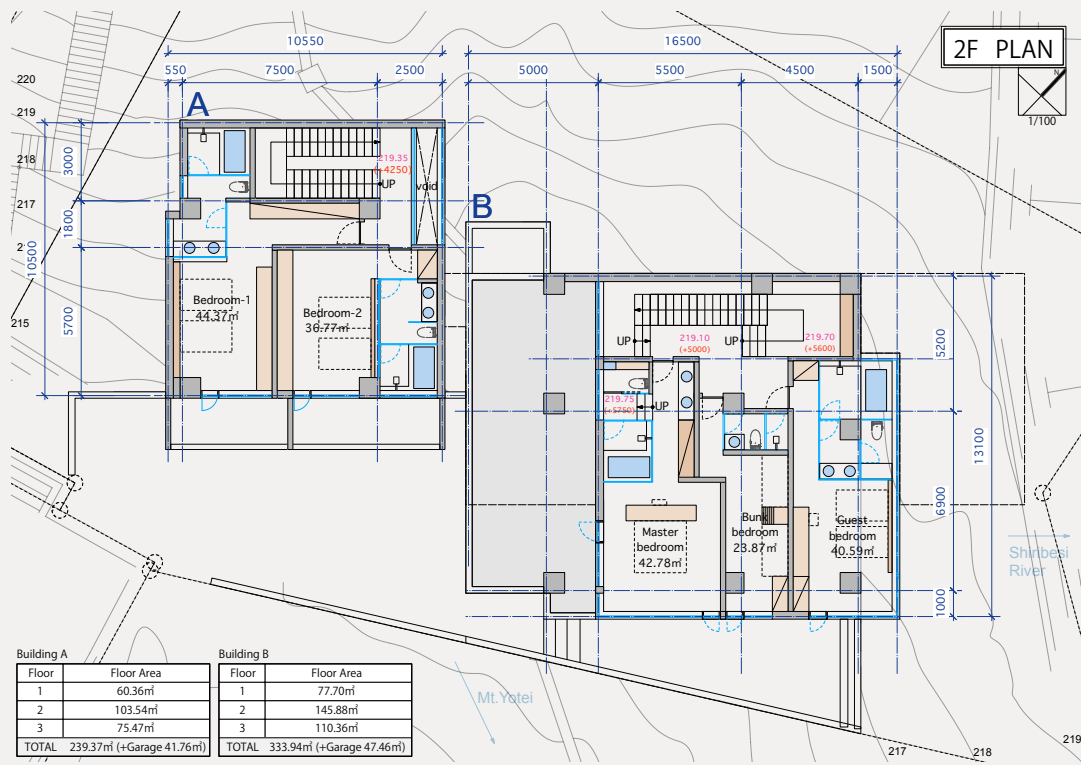 2F PLAN
N
1/100
10550
16500
550
7500
2500
5000
5500
4500
1500
A
B
220
219
218
217
215
3000
1800
10500
5700
219.35
(+4250)
UP
void
Bedroom-1
44.37㎡
Bedroom-2
36.77㎡
UP
219.10
(+5000)
UP
219.70
(+5600)
219.75
(+5750)
UP
Master
bedroom
42.78㎡
Bunk
bedroom
23.87㎡
Guest
bedroom
40.59㎡
5200
13100
6900
1000
Shiribesi
River
Mt.Yotei
217
218
219
Building A
Floor Floor Area
1 60.36㎡
2 103.54㎡
3 75.47㎡
TOTAL 239.37㎡ (+Garage 41.76㎡)
Building B
Floor Floor Area
1 77.70㎡
2 145.88㎡
3 110.36㎡
TOTAL 333.94㎡ (+Garage 47.46㎡)